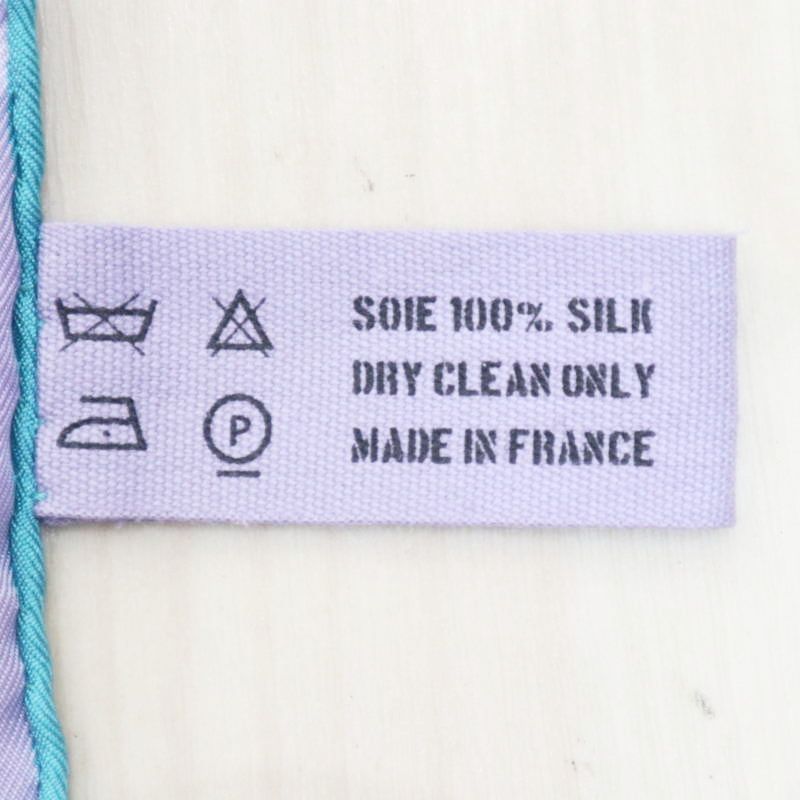 SOIE 100% SILK
DRY CLEAN ONLY
MADE IN FRANCE
P